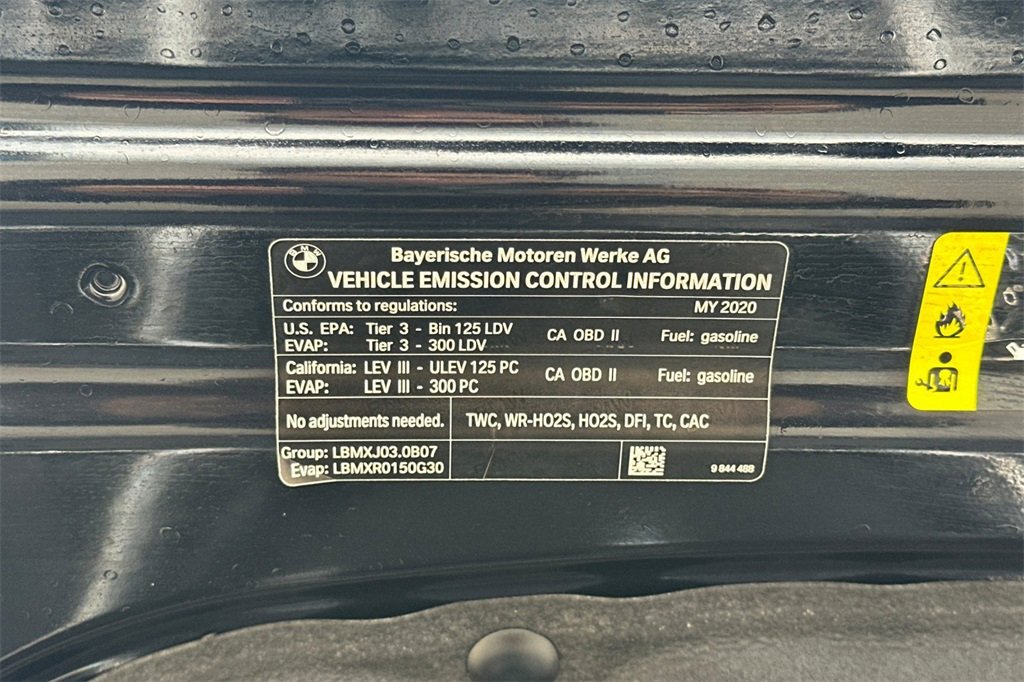 BMW
Bayerische Motoren Werke AG
VEHICLE EMISSION CONTROL INFORMATION
Conforms to regulations: MY 2020
U.S. EPA: Tier 3 - Bin 125 LDV CA OBD II Fuel: gasoline
EVAP: Tier 3 - 300 LDV
California: LEV III - ULEV 125 PC CA OBD II Fuel: gasoline
EVAP: LEV III - 300 PC
No adjustments needed. TWC, WR-HO2S, HO2S, DFI, TC, CAC
Group: LBMXJ03.0B07
Evap: LBMXR0150G30 9 844 488